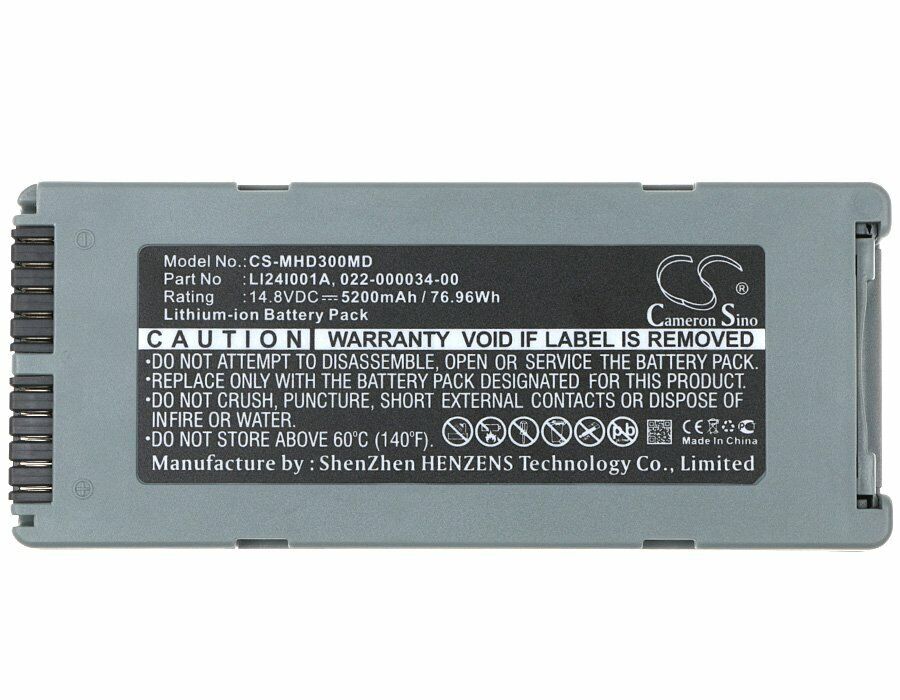 Model No.: CS-MHD300MD
Part No : LI24I001A, 022-000034-00
Rating : 14.8VDC⎓5200mAh / 76.96Wh
Lithium-ion Battery Pack
CS®
Cameron Sino
CAUTION WARRANTY VOID IF LABEL IS REMOVED
•DO NOT ATTEMPT TO DISASSEMBLE, OPEN OR SERVICE THE BATTERY PACK.
•REPLACE ONLY WITH THE BATTERY PACK DESIGNATED FOR THIS PRODUCT.
•DO NOT CRUSH, PUNCTURE, SHORT EXTERNAL CONTACTS OR DISPOSE OF
INFIRE OR WATER.
•DO NOT STORE ABOVE 60°C (140°F).
CE
Made In China
Manufacture by : ShenZhen HENZENS Technology Co., Limited